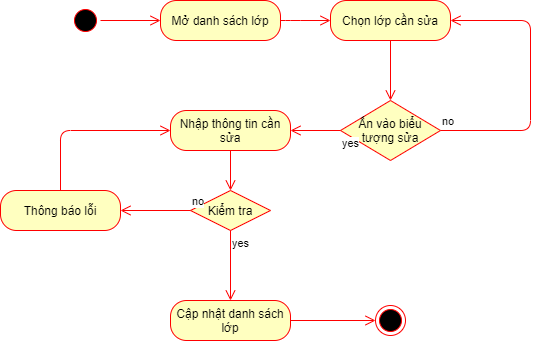 Mở danh sách lớp
Chọn lớp cần sửa
Ấn vào biểu
tượng sửa
no
yes
Nhập thông tin cần
sửa
Kiểm tra
no
Thông báo lỗi
yes
Cập nhật danh sách
lớp